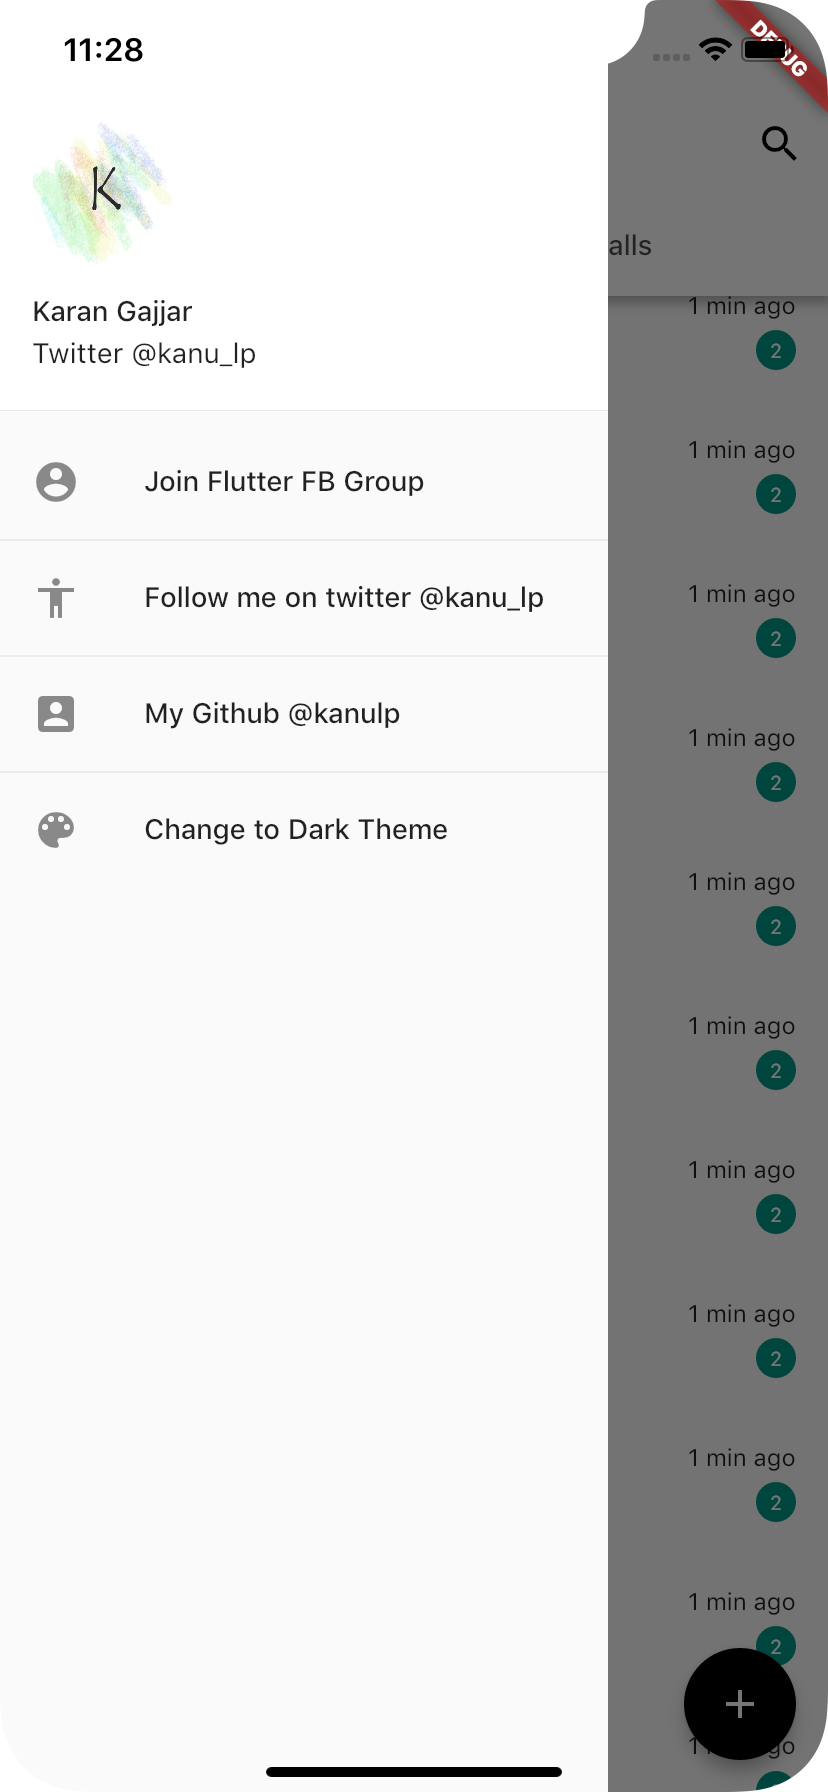 11:28
DEBUG
K
alls
Karan Gajjar
Twitter @kanu_lp
1 min ago
2
Join Flutter FB Group
1 min ago
2
Follow me on twitter @kanu_lp
1 min ago
2
My Github @kanulp
1 min ago
2
Change to Dark Theme
1 min ago
2
1 min ago
2
1 min ago
2
1 min ago
2
1 min ago
2
1 min ago
2